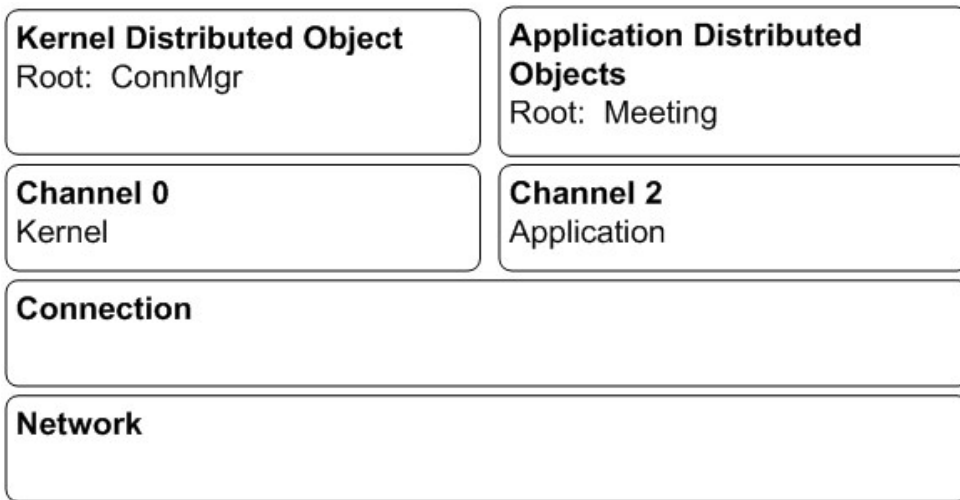 Kernel Distributed Object
Root: ConnMgr
Application Distributed
Objects
Root: Meeting
Channel 0
Kernel
Channel 2
Application
Connection
Network